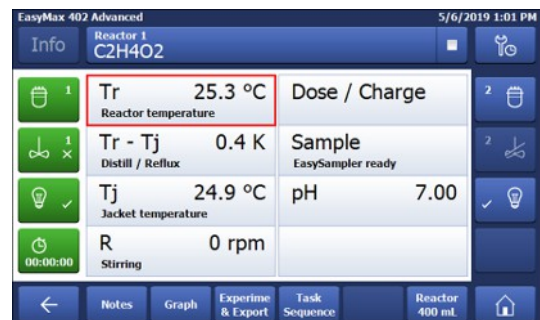 EasyMax 402 Advanced
5/6/2019 1:01 PM
Info
Reactor 1
C2H4O2
1
Tr 25.3 °C
Reactor temperature
Dose / Charge
2
1
Tr - Tj 0.4 K
Distill / Reflux
Sample
EasySampler ready
2
Tj 24.9 °C
Jacket temperature
pH 7.00
00:00:00
R 0 rpm
Stirring
Notes
Graph
Experime
& Export
Task
Sequence
Reactor
400 mL